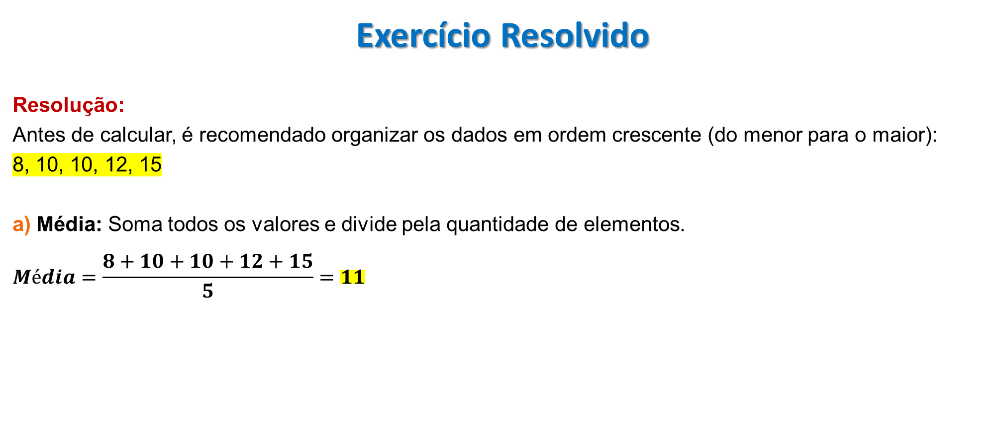 Exercício Resolvido
Resolução:
Antes de calcular, é recomendado organizar os dados em ordem crescente (do menor para o maior):
8, 10, 10, 12, 15
a) Média: Soma todos os valores e divide pela quantidade de elementos.
8 + 10 + 10 + 12 + 15
Média = = 11
5